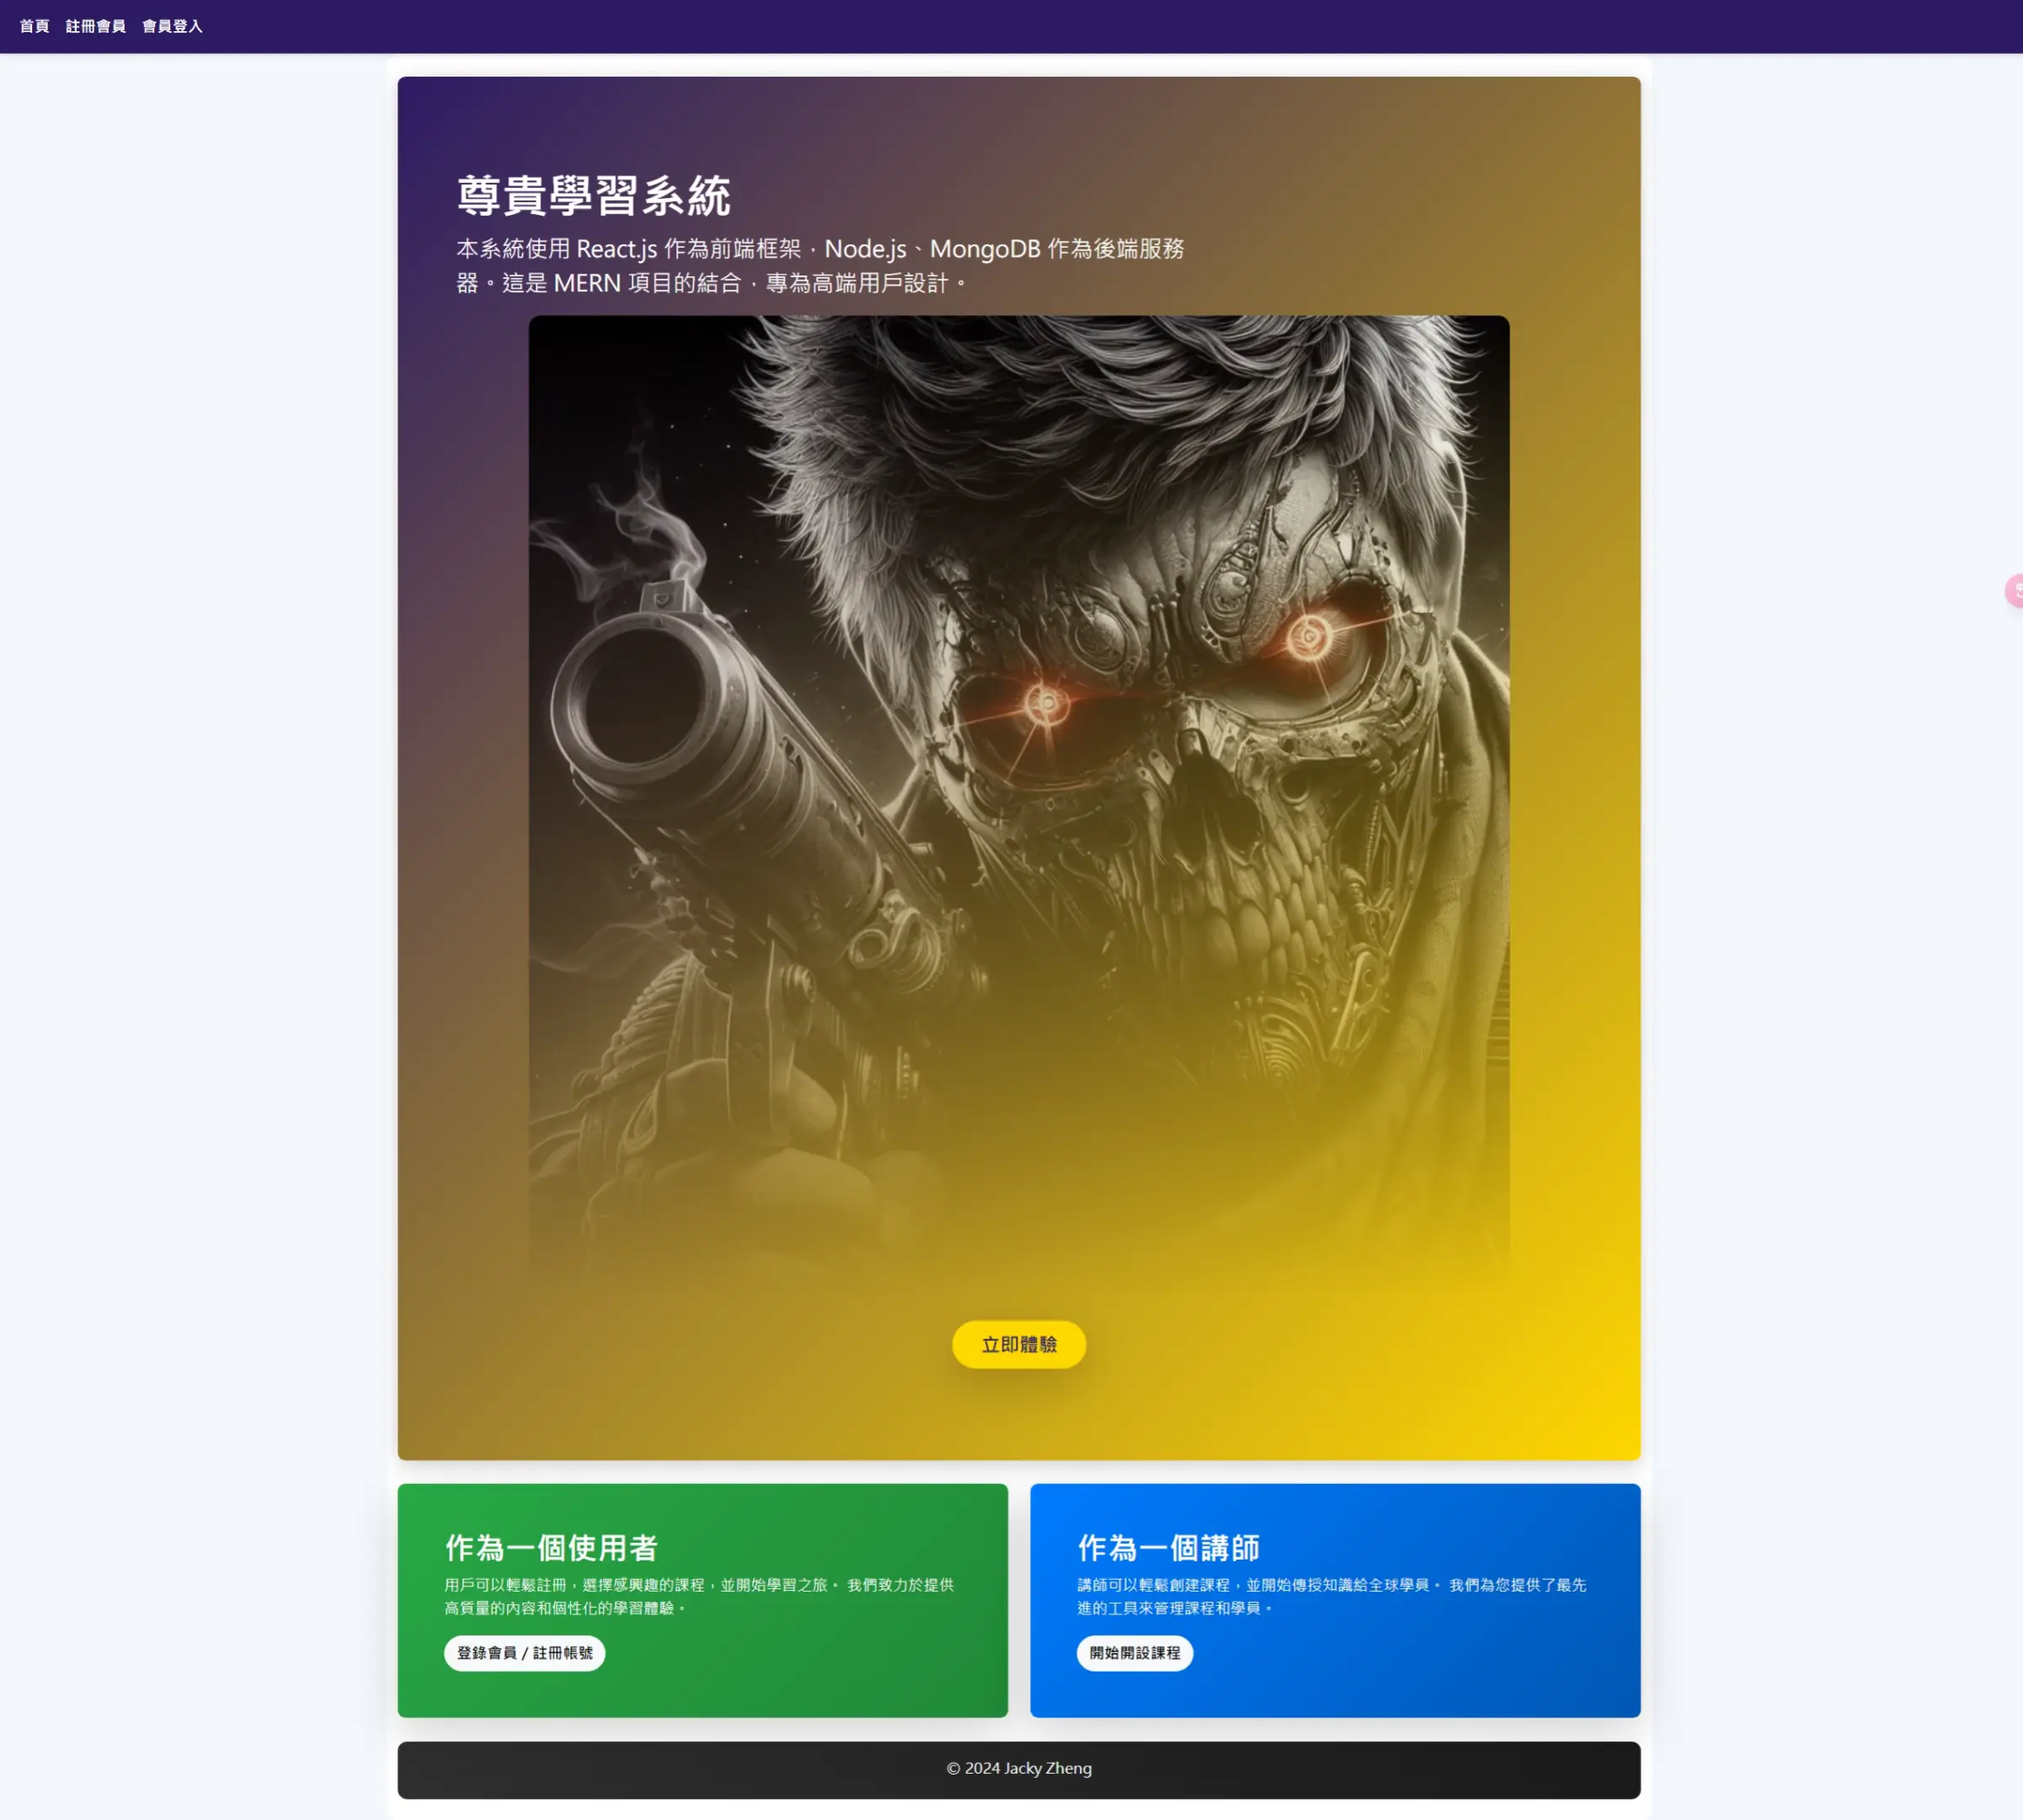 首頁 註冊會員 會員登入
尊貴學習系統
本系統使用 React.js 作為前端框架，Node.js、MongoDB 作為後端服務
器。這是 MERN 項目的結合，專為高端用戶設計。
立即體驗
作為一個使用者
用戶可以輕鬆註冊，選擇感興趣的課程，並開始學習之旅。 我們致力於提供
高質量的內容和個性化的學習體驗。
登錄會員 / 註冊帳號
作為一個講師
講師可以輕鬆創建課程，並開始傳授知識給全球學員。 我們為您提供了最先
進的工具來管理課程和學員。
開始開設課程
© 2024 Jacky Zheng